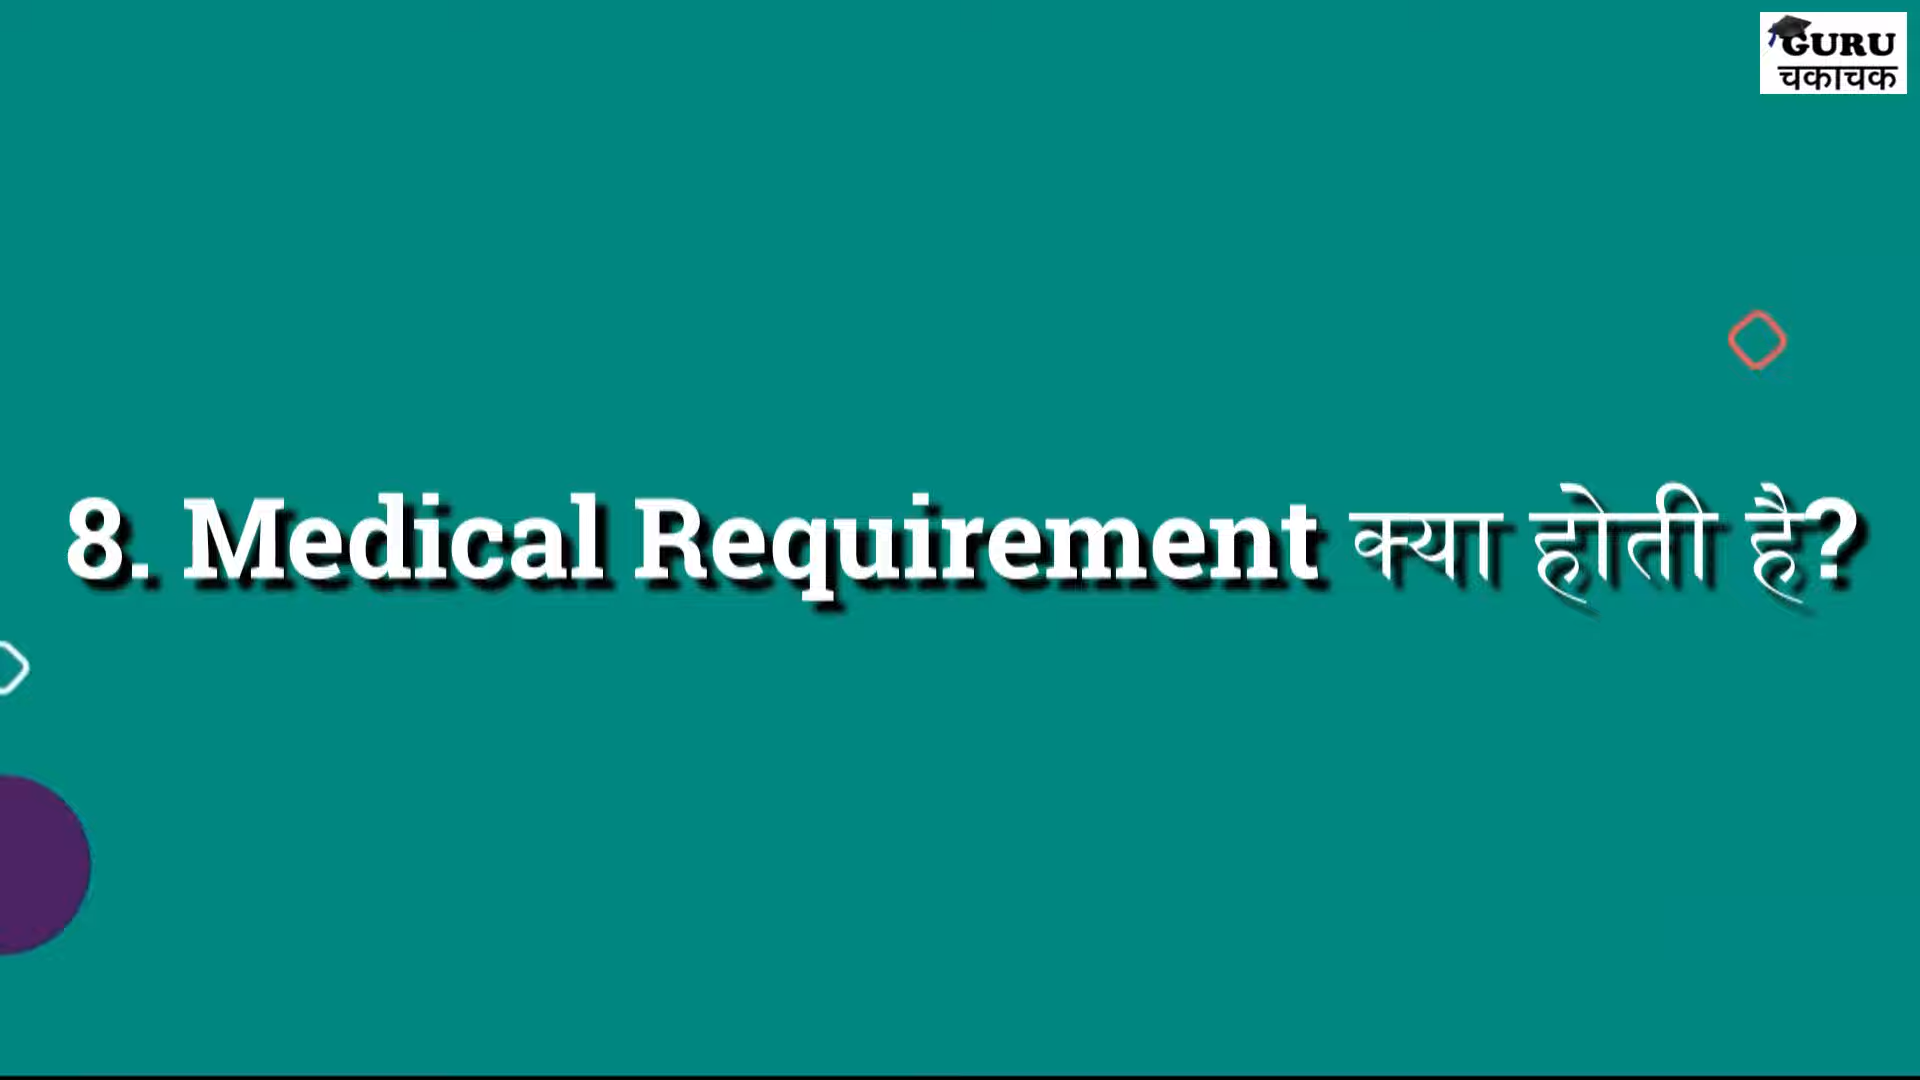 GURU
चकाचक
8. Medical Requirement क्या होती है?